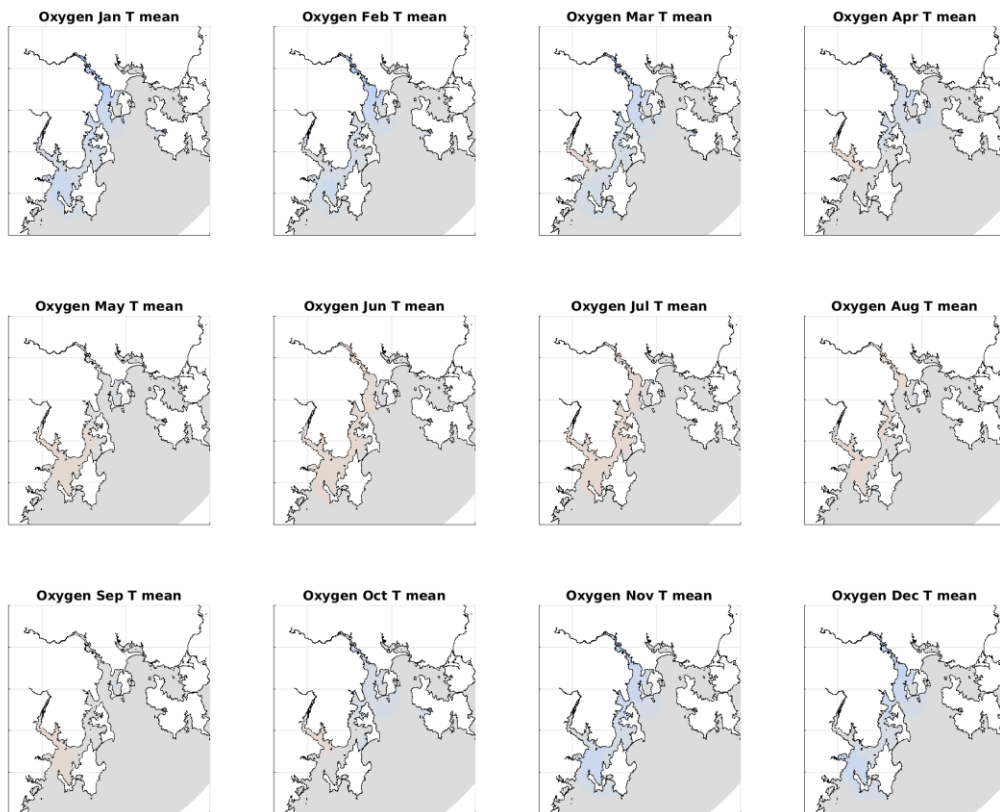 Oxygen Jan T mean
Oxygen Feb T mean
Oxygen Mar T mean
Oxygen Apr T mean
Oxygen May T mean
Oxygen Jun T mean
Oxygen Jul T mean
Oxygen Aug T mean
Oxygen Sep T mean
Oxygen Oct T mean
Oxygen Nov T mean
Oxygen Dec T mean